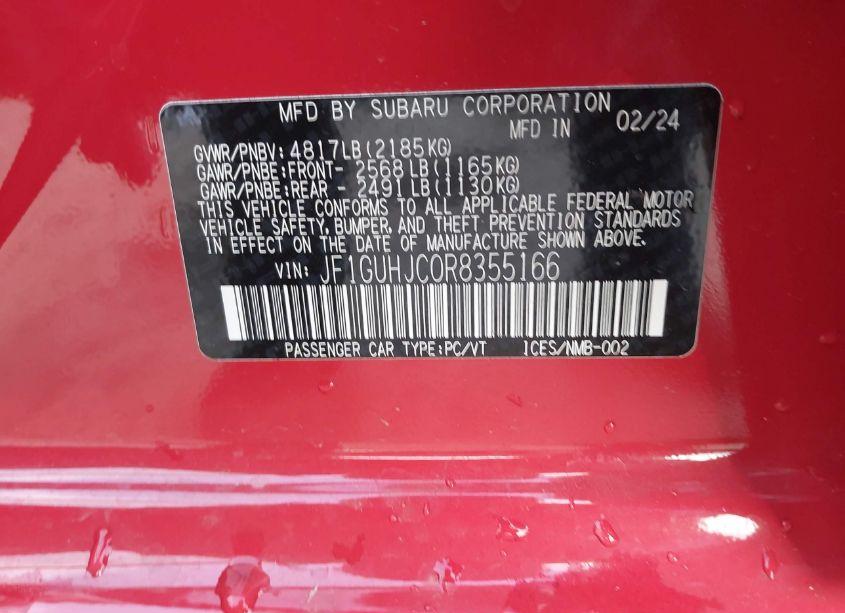 MFD BY SUBARU CORPORATION
MFD IN 02/24
GVWR/PNBV: 4817LB(2185KG)
GAWR/PNBE:FRONT- 2568LB(1165KG)
GAWR/PNBE:REAR - 2491LB(1130KG)
THIS VEHICLE CONFORMS TO ALL APPLICABLE FEDERAL MOTOR
VEHICLE SAFETY, BUMPER, AND THEFT PREVENTION STANDARDS
IN EFFECT ON THE DATE OF MANUFACTURE SHOWN ABOVE.
VIN: JF1GUHJC0R8355166
PASSENGER CAR TYPE:PC/VT ICES/NMB-002